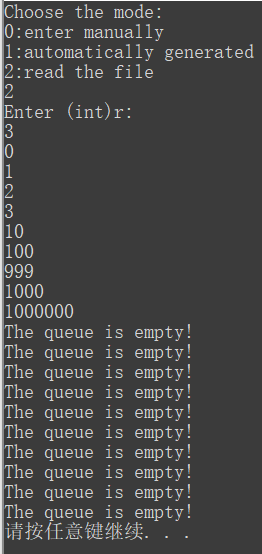 Choose the mode:
0:enter manually
1:automatically generated
2:read the file
2
Enter (int)r:
3
0
1
2
3
10
100
999
1000
1000000
The queue is empty!
The queue is empty!
The queue is empty!
The queue is empty!
The queue is empty!
The queue is empty!
The queue is empty!
The queue is empty!
The queue is empty!
The queue is empty!
请按任意键继续. . .